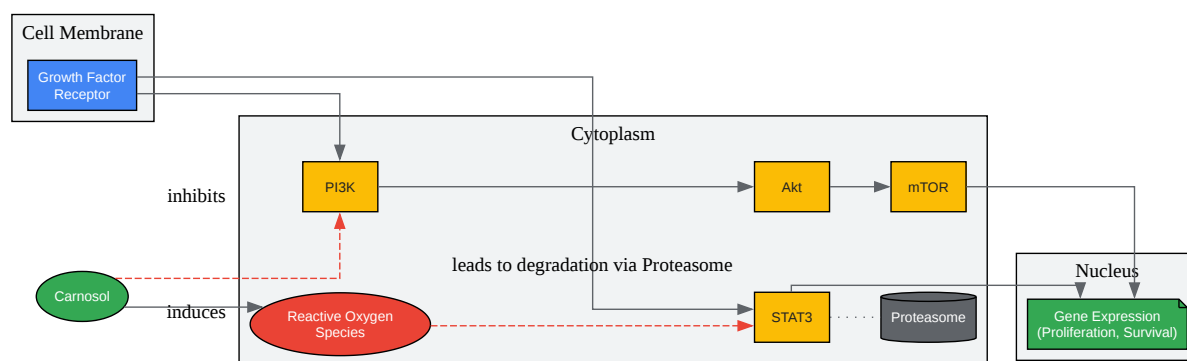 Cell Membrane
Growth Factor
Receptor
Cytoplasm
PI3K
Akt
mTOR
inhibits
leads to degradation via Proteasome
Nucleus
Carnosol
induces
Reactive Oxygen
Species
STAT3
Proteasome
Gene Expression
(Proliferation, Survival)